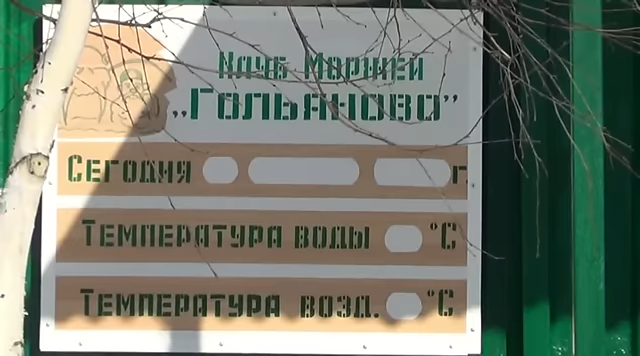 Клуб Моржей
„Гольяново”
Сегодня г.
Температура воды °С
Температура возд. °С